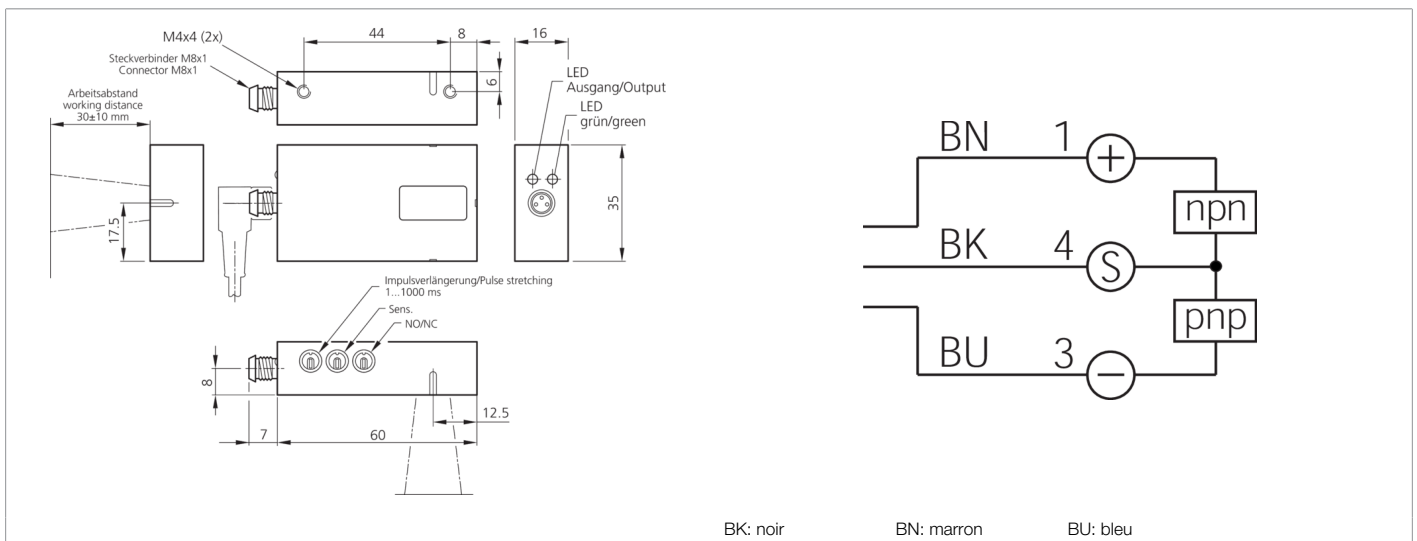 M4x4 (2x)
44
8
16
Steckverbinder M8x1
Connector M8x1
6
LED
Ausgang/Output
LED
grün/green
Arbeitsabstand
working distance
30±10 mm
17.5
35
Impulsverlängerung/Pulse stretching
1...1000 ms
Sens.
NO/NC
8
12.5
7
60
BN 1 +
npn
BK 4 S
pnp
BU 3 −
BK: noir BN: marron BU: bleu